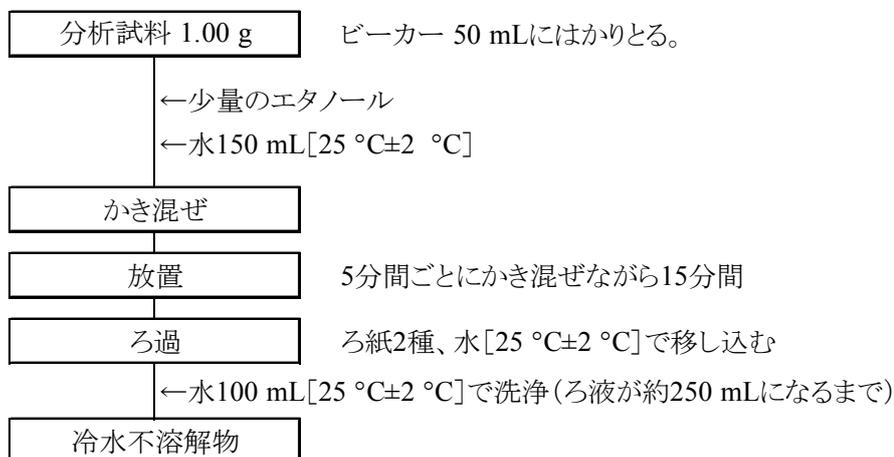 分析試料 1.00 g　ビーカー 50 mLにはかりとる。
←少量のエタノール
←水150 mL［25 °C±2 °C］
かき混ぜ
放置　5分間ごとにかき混ぜながら15分間
ろ過　ろ紙2種、水［25 °C±2 °C］で移し込む
←水100 mL［25 °C±2 °C］で洗浄（ろ液が約250 mLになるまで）
冷水不溶解物